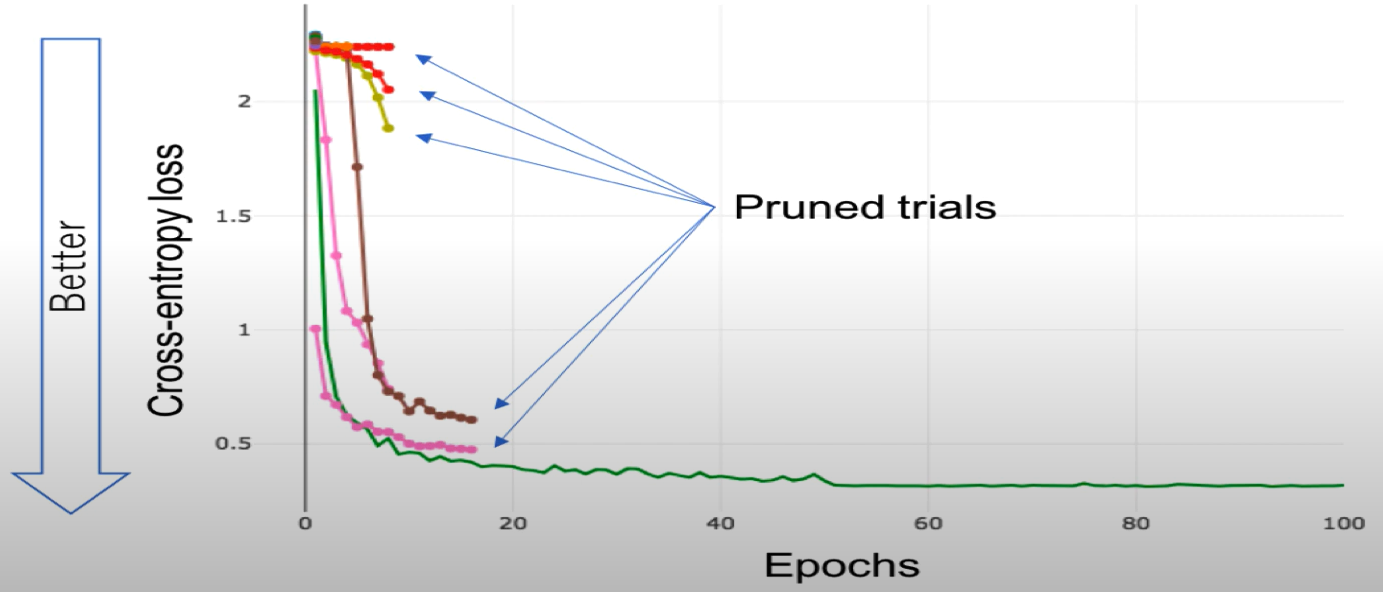 Better
Cross-entropy loss
2
1.5
1
0.5
Pruned trials
0 20 40 60 80 100
Epochs